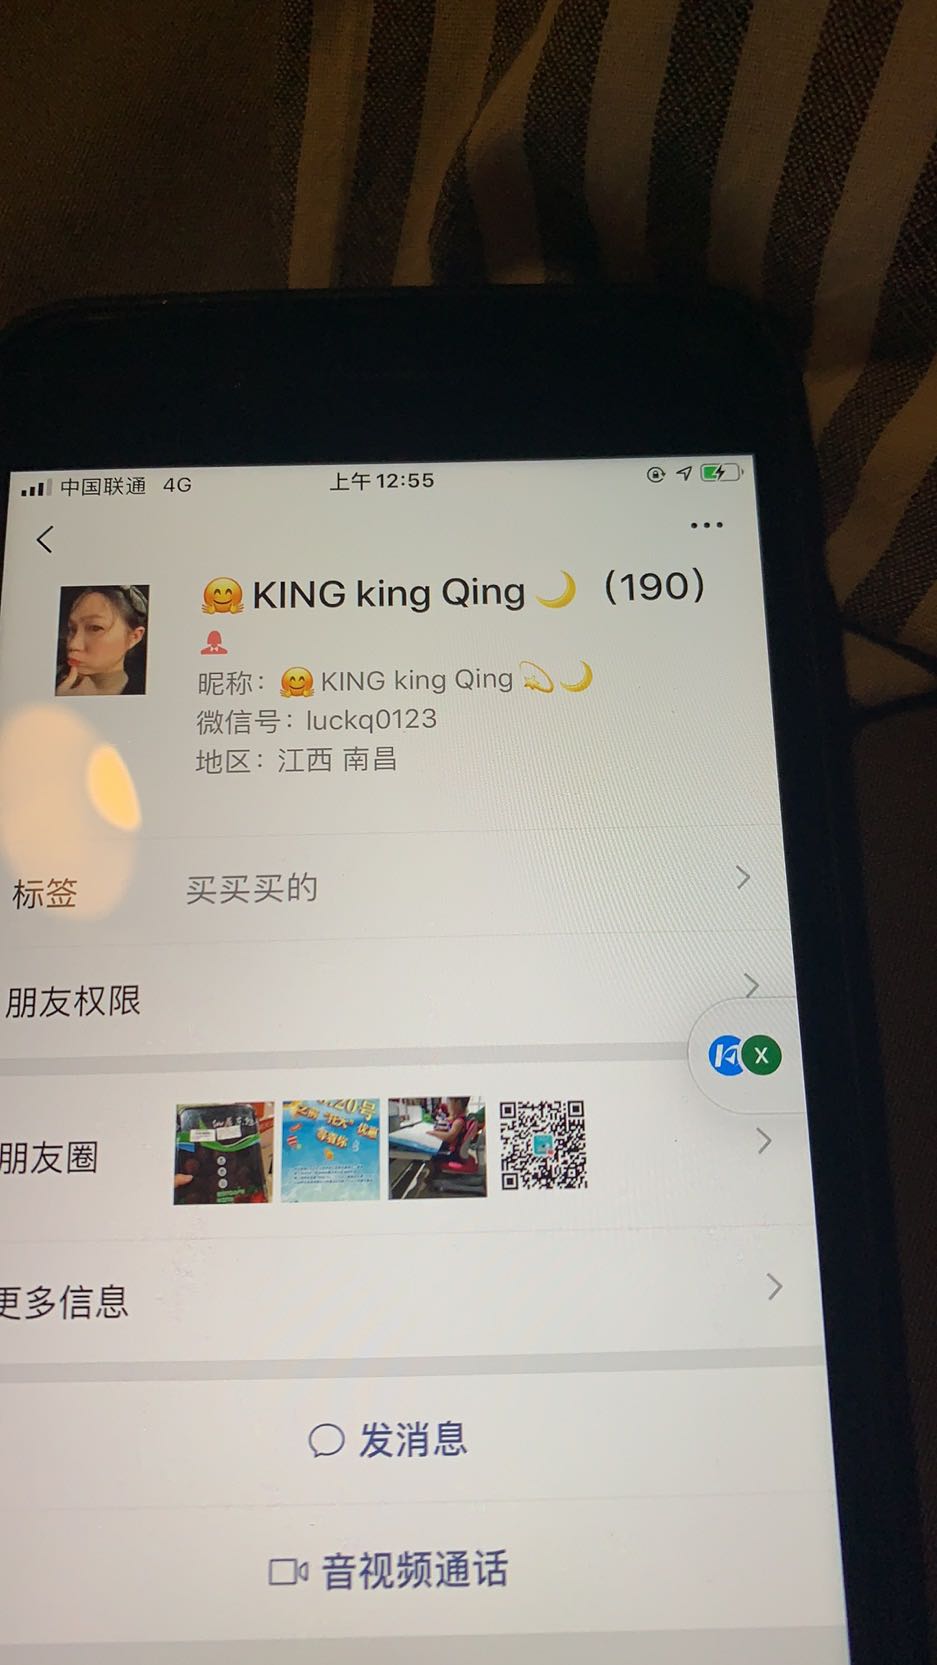 中国联通 4G 上午12:55
🤗 KING king Qing🌙（190）
昵称：🤗 KING king Qing 💫🌙
微信号：luckq0123
地区：江西 南昌
标签 买买买的
朋友权限
X
朋友圈
更多信息
发消息
音视频通话